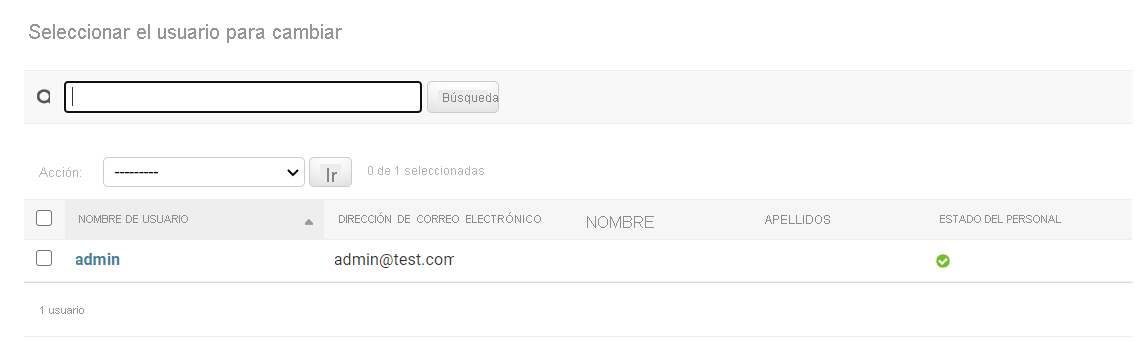 Seleccionar el usuario para cambiar
Búsqueda
Acción: --------- Ir 0 de 1 seleccionadas
NOMBRE DE USUARIO DIRECCIÓN DE CORREO ELECTRÓNICO NOMBRE APELLIDOS ESTADO DEL PERSONAL
admin admin@test.com
1 usuario